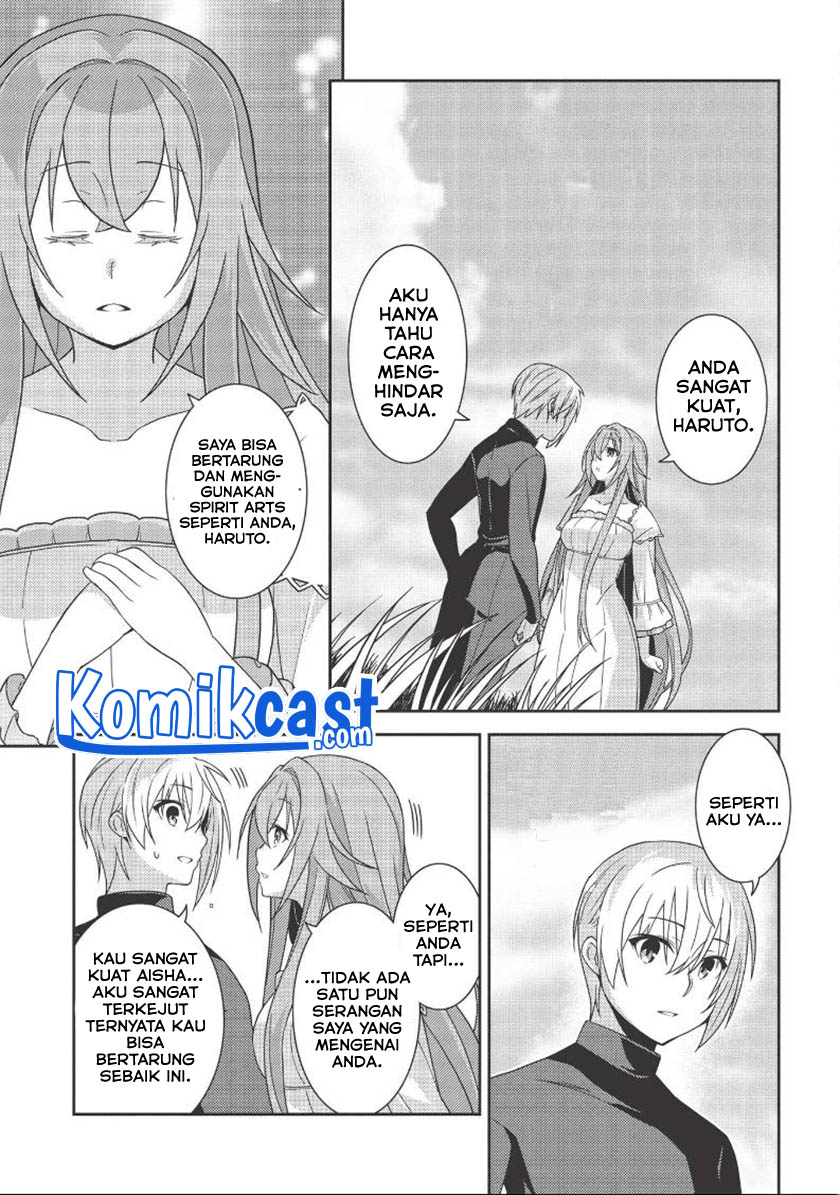 ANDA
SANGAT
KUAT,
HARUTO.
AKU
HANYA
TAHU
CARA
MENG-
HINDAR
SAJA.
SAYA BISA
BERTARUNG
DAN MENG-
GUNAKAN
SPIRIT ARTS
SEPERTI ANDA,
HARUTO.
Komikcast
.com
SEPERTI
AKU YA...
YA,
SEPERTI
ANDA
TAPI...
...TIDAK ADA
SATU PUN
SERANGAN
SAYA YANG
MENGENAI
ANDA.
KAU SANGAT
KUAT AISHA...
AKU SANGAT
TERKEJUT
TERNYATA KAU
BISA
BERTARUNG
SEBAIK INI.